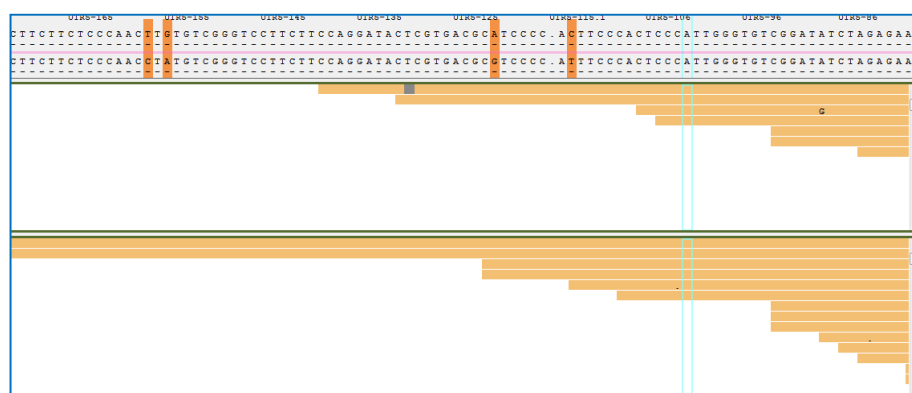 UTR5-165 UTR5-155 UTR5-145 UTR5-135 UTR5-125 UTR5-115.1 UTR5-106 UTR5-96 UTR5-86
CTTCTTCTCCCAACTTGTGTCGGGTCCTTCTTCCAGGATACTCGTGACGCATCCCC.ACTTCCCACTCCCATTGGGTGTCGGATATCTAGAGAA
CTTCTTCTCCCAACCTATGTCGGGTCCTTCTTCCAGGATACTCGTGACGCGTCCCC.ATTTCCCACTCCCATTGGGTGTCGGATATCTAGAGAA
G